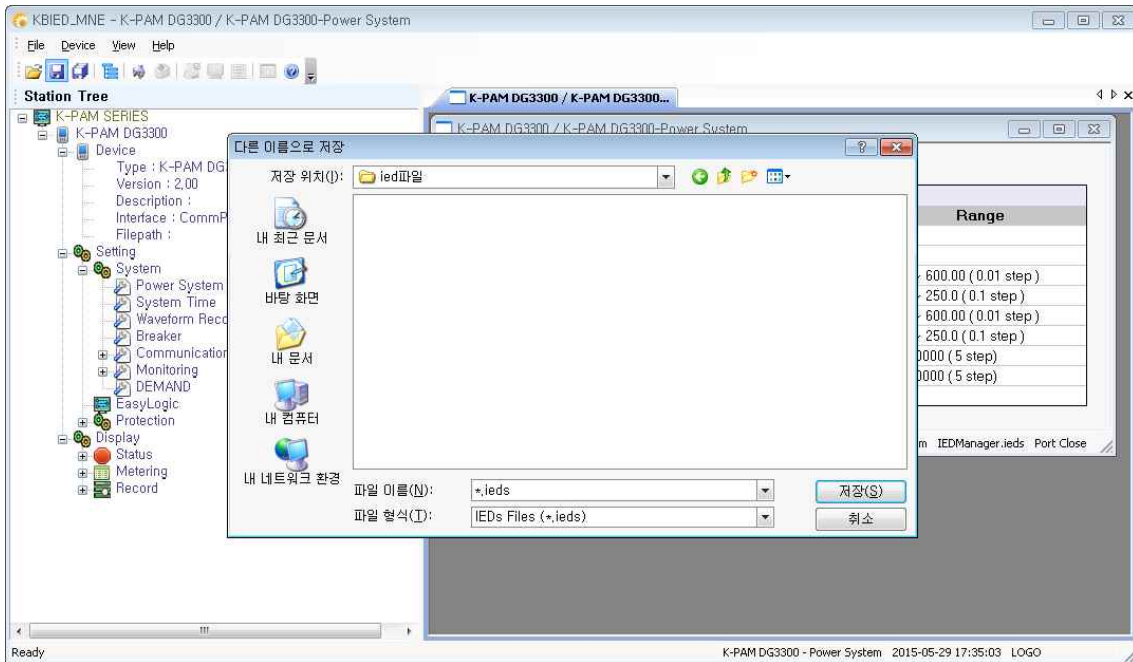 KBIED_MNE - K-PAM DG3300 / K-PAM DG3300-Power System
File Device View Help
Station Tree
K-PAM SERIES
K-PAM DG3300
Device
Type : K-PAM DG
Version : 2,00
Description :
Interface : CommP
Filepath :
Setting
System
Power System
System Time
Waveform Reco
Breaker
Communication
Monitoring
DEMAND
EasyLogic
Protection
Display
Status
Metering
Record
K-PAM DG3300 / K-PAM DG3300...
K-PAM DG3300 / K-PAM DG3300-Power System
Range
600.00 ( 0.01 step )
250.0 ( 0.1 step )
600.00 ( 0.01 step )
250.0 ( 0.1 step )
0000 ( 5 step)
0000 ( 5 step)
m IEDManager.ieds Port Close
다른 이름으로 저장
저장 위치(I):
ied파일
내 최근 문서
바탕 화면
내 문서
내 컴퓨터
내 네트워크 환경
파일 이름(N):
*,ieds
저장(S)
파일 형식(T):
IEDs Files (*,ieds)
취소
Ready
K-PAM DG3300 - Power System 2015-05-29 17:35:03 LOGO